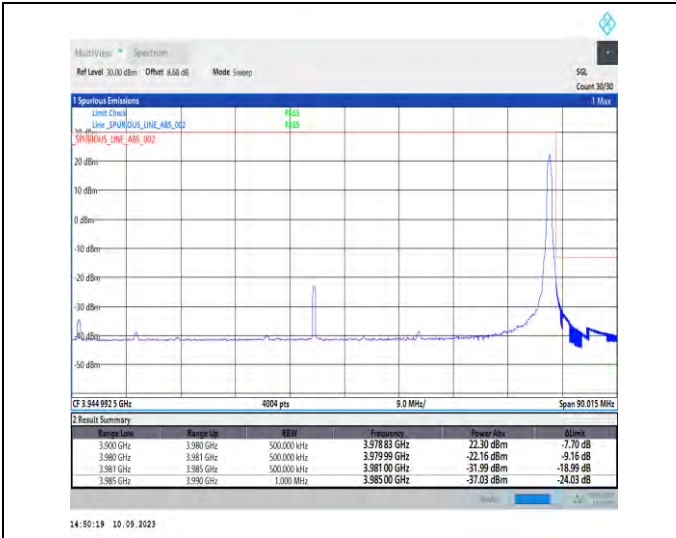 MultiView Spectrum
Ref Level 30.00 dBm Offset 8.68 dB Mode Sweep SGL
Count 30/30
1 Spurious Emissions 1 Max
Limit Check PASS
Line _SPURIOUS_LINE_ABS_002 PASS
30 dBm
_SPURIOUS_LINE_ABS_002
20 dBm
10 dBm
0 dBm
-10 dBm
-20 dBm
-30 dBm
-40 dBm
-50 dBm
CF 3.944 992 5 GHz 4004 pts 9.0 MHz/ Span 90.015 MHz
2 Result Summary
Range Low Range Up RBW Frequency Power Abs ΔLimit
3.900 GHz 3.980 GHz 500.000 kHz 3.978 83 GHz 22.30 dBm -7.70 dB
3.980 GHz 3.981 GHz 500.000 kHz 3.979 99 GHz -22.16 dBm -9.16 dB
3.981 GHz 3.985 GHz 500.000 kHz 3.981 00 GHz -31.99 dBm -18.99 dB
3.985 GHz 3.990 GHz 1.000 MHz 3.985 00 GHz -37.03 dBm -24.03 dB
Ready
14:50:19 10.05.2023